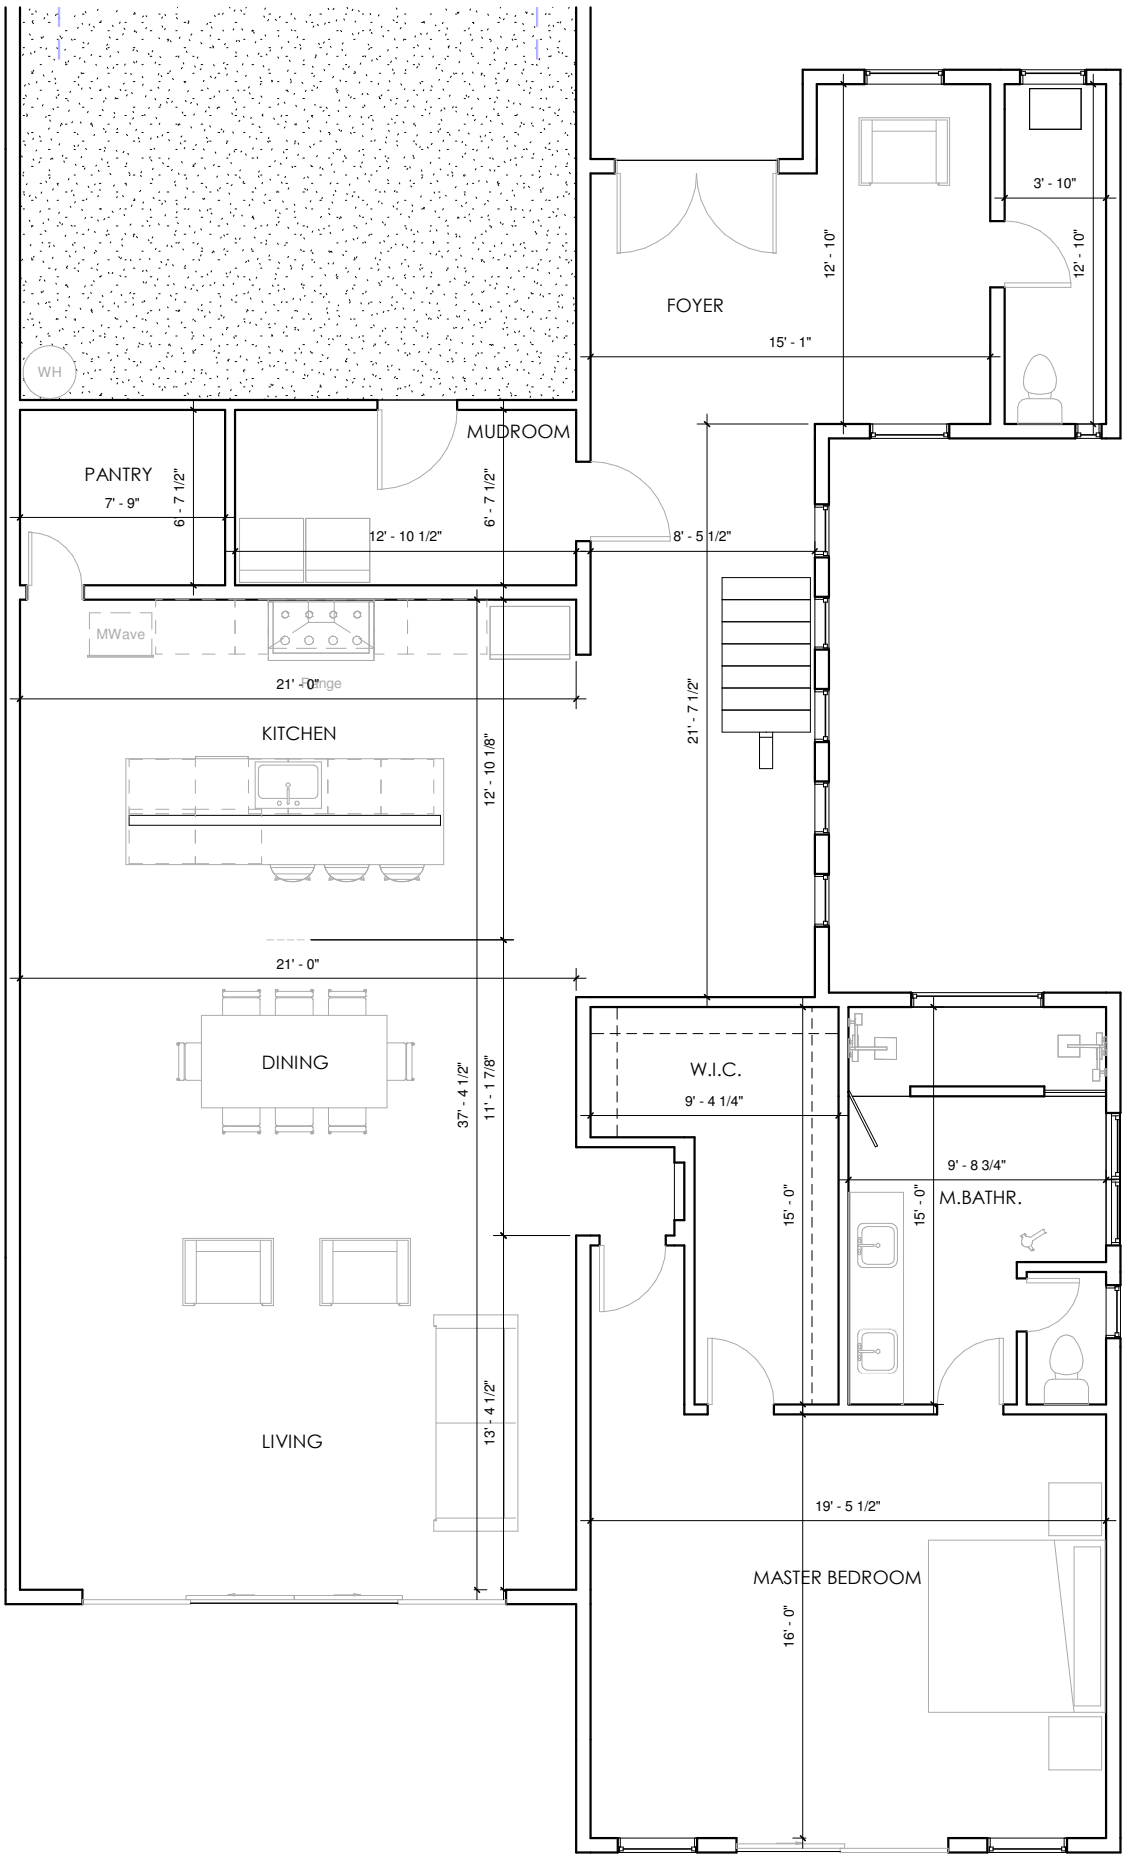 3' - 10"
12' - 10"
12' - 10"
FOYER
15' - 1"
WH
MUDROOM
PANTRY
7' - 9"
6' - 7 1/2"
6' - 7 1/2"
12' - 10 1/2"
8' - 5 1/2"
MWave
Range
21' - 0"
21' - 7 1/2"
KITCHEN
12' - 10 1/8"
21' - 0"
DINING
37' - 4 1/2"
11' - 1 7/8"
W.I.C.
9' - 4 1/4"
9' - 8 3/4"
M.BATHR.
15' - 0"
15' - 0"
13' - 4 1/2"
LIVING
19' - 5 1/2"
MASTER BEDROOM
16' - 0"